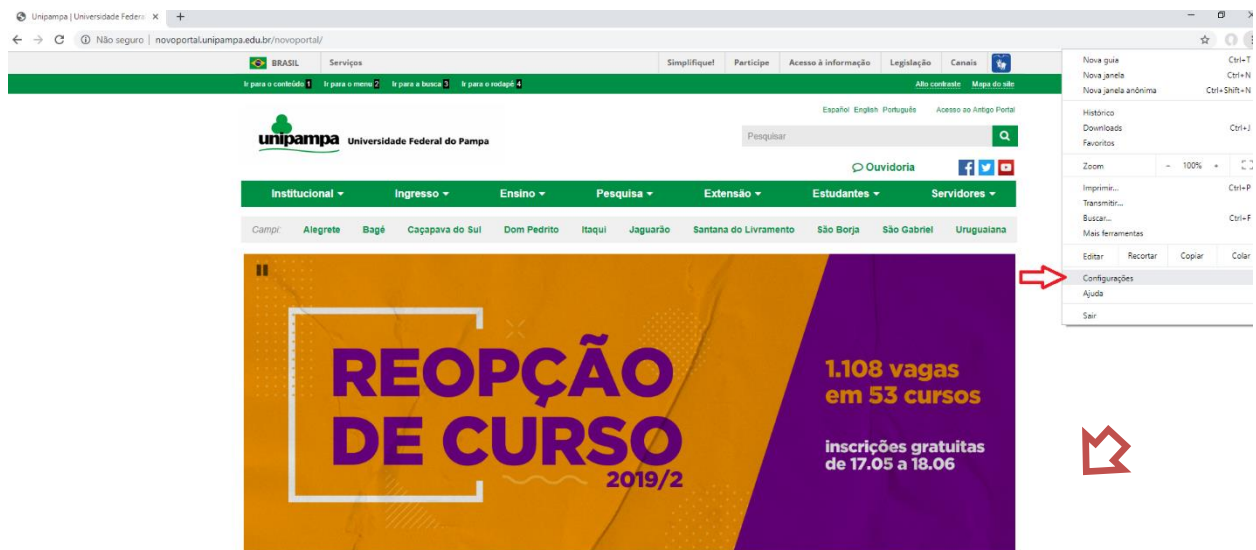 Unipampa | Universidade Federa
Não seguro | novoportal.unipampa.edu.br/novoportal/
BRASIL Serviços Simplifique! Participe Acesso à informação Legislação Canais
Ir para o conteúdo 1 Ir para o menu 2 Ir para a busca 3 Ir para o rodapé 4 Alto contraste Mapa do site
Español English Português Acesso ao Antigo Portal
unipampa Universidade Federal do Pampa
Pesquisar
Ouvidoria
Institucional Ingresso Ensino Pesquisa Extensão Estudantes Servidores
Campi: Alegrete Bagé Caçapava do Sul Dom Pedrito Itaqui Jaguarão Santana do Livramento São Borja São Gabriel Uruguaiana
REOPÇÃO
DE CURSO
2019/2
1.108 vagas
em 53 cursos
inscrições gratuitas
de 17.05 a 18.06
Nova guia Ctrl+T
Nova janela Ctrl+N
Nova janela anônima Ctrl+Shift+N
Histórico
Downloads Ctrl+J
Favoritos
Zoom - 100% +
Imprimir... Ctrl+P
Transmitir...
Buscar... Ctrl+F
Mais ferramentas
Editar Recortar Copiar Colar
Configurações
Ajuda
Sair